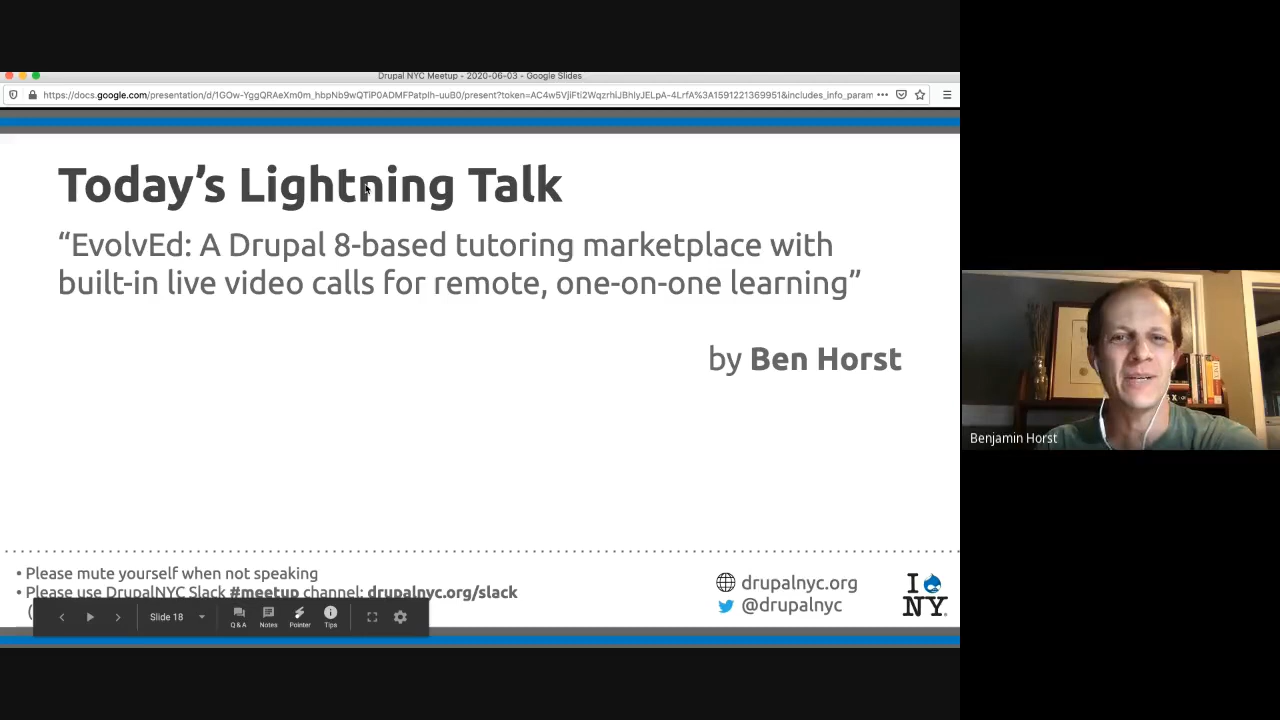 Drupal NYC Meetup - 2020-06-03 - Google Slides
Today's Lightning Talk
“EvolvEd: A Drupal 8-based tutoring marketplace with
built-in live video calls for remote, one-on-one learning”
by Ben Horst
• Please mute yourself when not speaking
• Please use DrupalNYC Slack #meetup channel: drupalnyc.org/slack
(
Slide 18
Q&A
Notes
Pointer
Tips
drupalnyc.org
@drupalnyc
I
NY.
Benjamin Horst